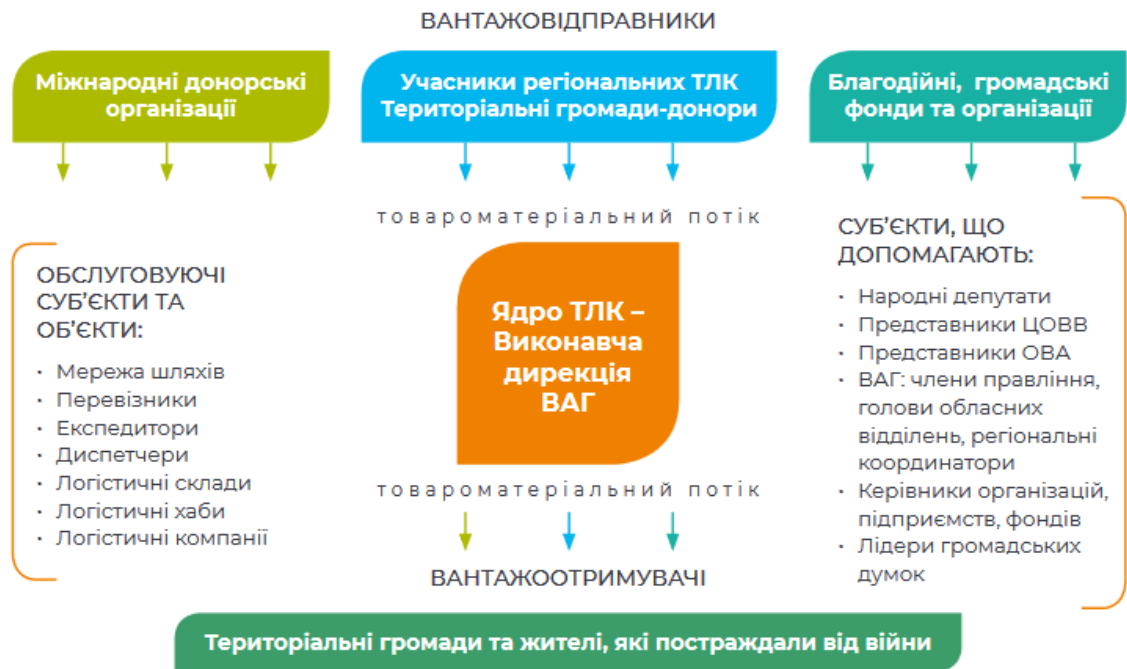 ВАНТАЖОВІДПРАВНИКИ
Міжнародні донорські
організації
Учасники регіональних ТЛК
Територіальні громади-донори
Благодійні, громадські
фонди та організації
товароматеріальний потік
ОБСЛУГОВУЮЧІ
СУБ’ЄКТИ ТА
ОБ’ЄКТИ:
· Мережа шляхів
· Перевізники
· Експедитори
· Диспетчери
· Логістичні склади
· Логістичні хаби
· Логістичні компанії
Ядро ТЛК –
Виконавча
дирекція
ВАГ
СУБ’ЄКТИ, ЩО
ДОПОМАГАЮТЬ:
· Народні депутати
· Представники ЦОВВ
· Представники ОВА
· ВАГ: члени правління,
голови обласних
відділень, регіональні
координатори
· Керівники організацій,
підприємств, фондів
· Лідери громадських
думок
товароматеріальний потік
ВАНТАЖООТРИМУВАЧІ
Територіальні громади та жителі, які постраждали від війни